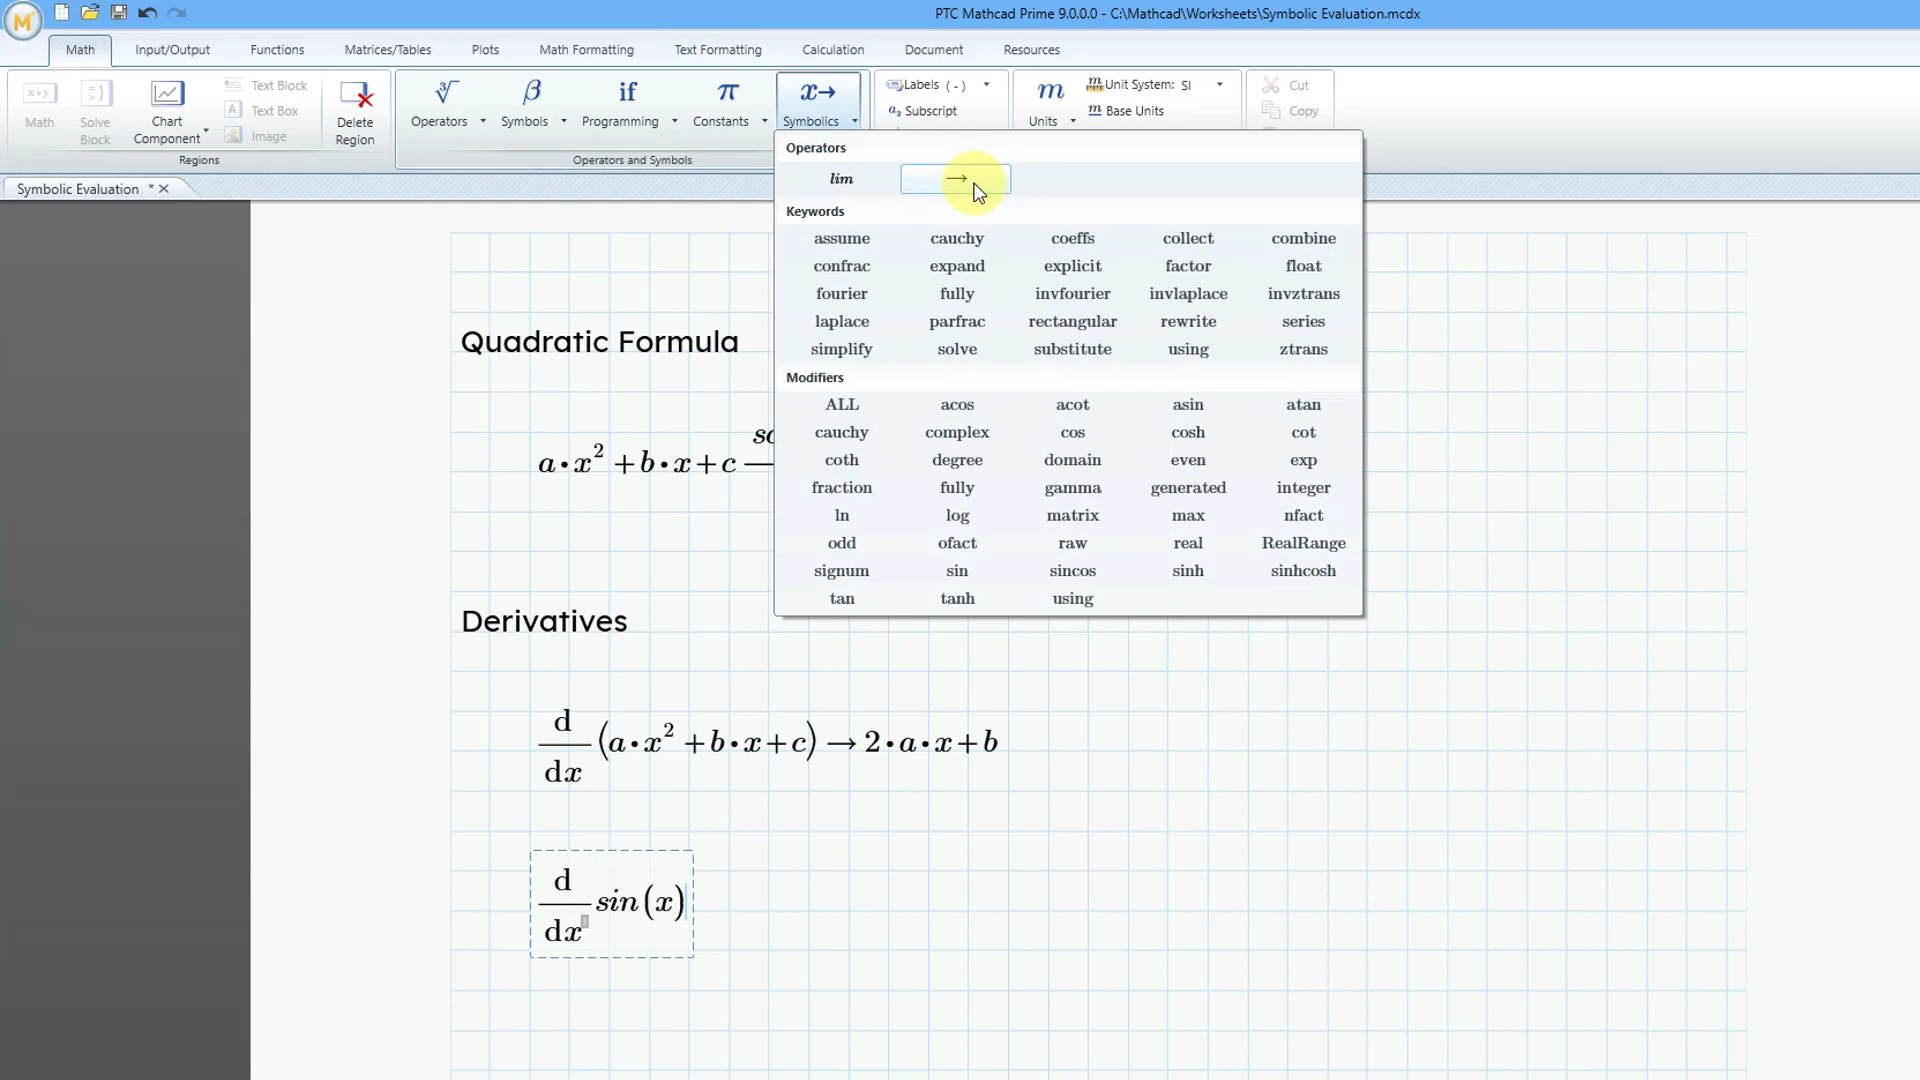 PTC Mathcad Prime 9.0.0.0 - C:\Mathcad\Worksheets\Symbolic Evaluation.mcdx
Math Input/Output Functions Matrices/Tables Plots Math Formatting Text Formatting Calculation Document Resources
x+y
Math
Solve
Block
Chart
Component
Text Block
A Text Box
Image
Delete
Region
Regions
∛
Operators
β
Symbols
if
Programming
π
Constants
x→
Symbolics
Operators and Symbols
Labels ( - )
a₂ Subscript
m
Units
Unit System: SI
m Base Units
Cut
Copy
Symbolic Evaluation *
Operators
lim →
Keywords
assume cauchy coeffs collect combine
confrac expand explicit factor float
fourier fully invfourier invlaplace invztrans
laplace parfrac rectangular rewrite series
simplify solve substitute using ztrans
Modifiers
ALL acos acot asin atan
cauchy complex cos cosh cot
coth degree domain even exp
fraction fully gamma generated integer
ln log matrix max nfact
odd ofact raw real RealRange
signum sin sincos sinh sinhcosh
tan tanh using
Quadratic Formula
a·x²+b·x+c
Derivatives
d/dx (a·x²+b·x+c)→2·a·x+b
d/dx sin(x)